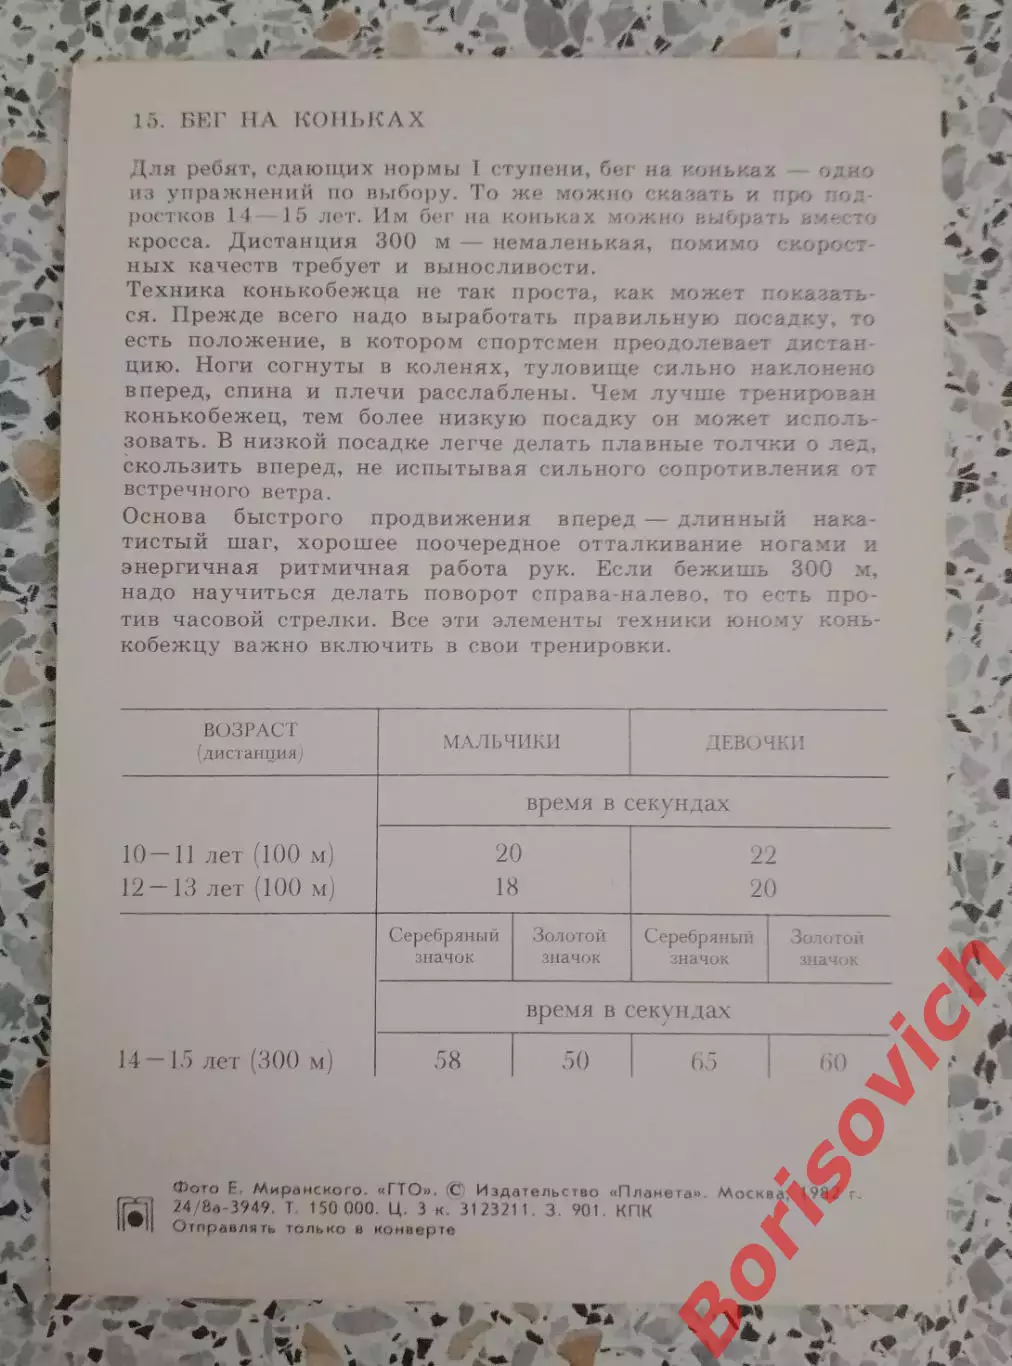 15. БЕГ НА КОНЬКАХ
Для ребят, сдающих нормы I ступени, бег на коньках — одно
из упражнений по выбору. То же можно сказать и про под-
ростков 14—15 лет. Им бег на коньках можно выбрать вместо
кросса. Дистанция 300 м — немаленькая, помимо скорост-
ных качеств требует и выносливости.
Техника конькобежца не так проста, как может показать-
ся. Прежде всего надо выработать правильную посадку, то
есть положение, в котором спортсмен преодолевает дистан-
цию. Ноги согнуты в коленях, туловище сильно наклонено
вперед, спина и плечи расслаблены. Чем лучше тренирован
конькобежец, тем более низкую посадку он может исполь-
зовать. В низкой посадке легче делать плавные толчки о лед,
скользить вперед, не испытывая сильного сопротивления от
встречного ветра.
Основа быстрого продвижения вперед — длинный нака-
тистый шаг, хорошее поочередное отталкивание ногами и
энергичная ритмичная работа рук. Если бежишь 300 м,
надо научиться делать поворот справа-налево, то есть про-
тив часовой стрелки. Все эти элементы техники юному конь-
кобежцу важно включить в свои тренировки.
ВОЗРАСТ
(дистанция)
МАЛЬЧИКИ
ДЕВОЧКИ
время в секундах
10—11 лет (100 м) 20 22
12—13 лет (100 м) 18 20
Серебряный значок
Золотой значок
Серебряный значок
Золотой значок
время в секундах
14—15 лет (300 м) 58 50 65 60
Фото Е. Миранского. «ГТО». © Издательство «Планета». Москва, 1982 г.
24/8а-3949. Т. 150 000. Ц. 3 к. 3123211. З. 901. КПК
Отправлять только в конверте
Borisovich